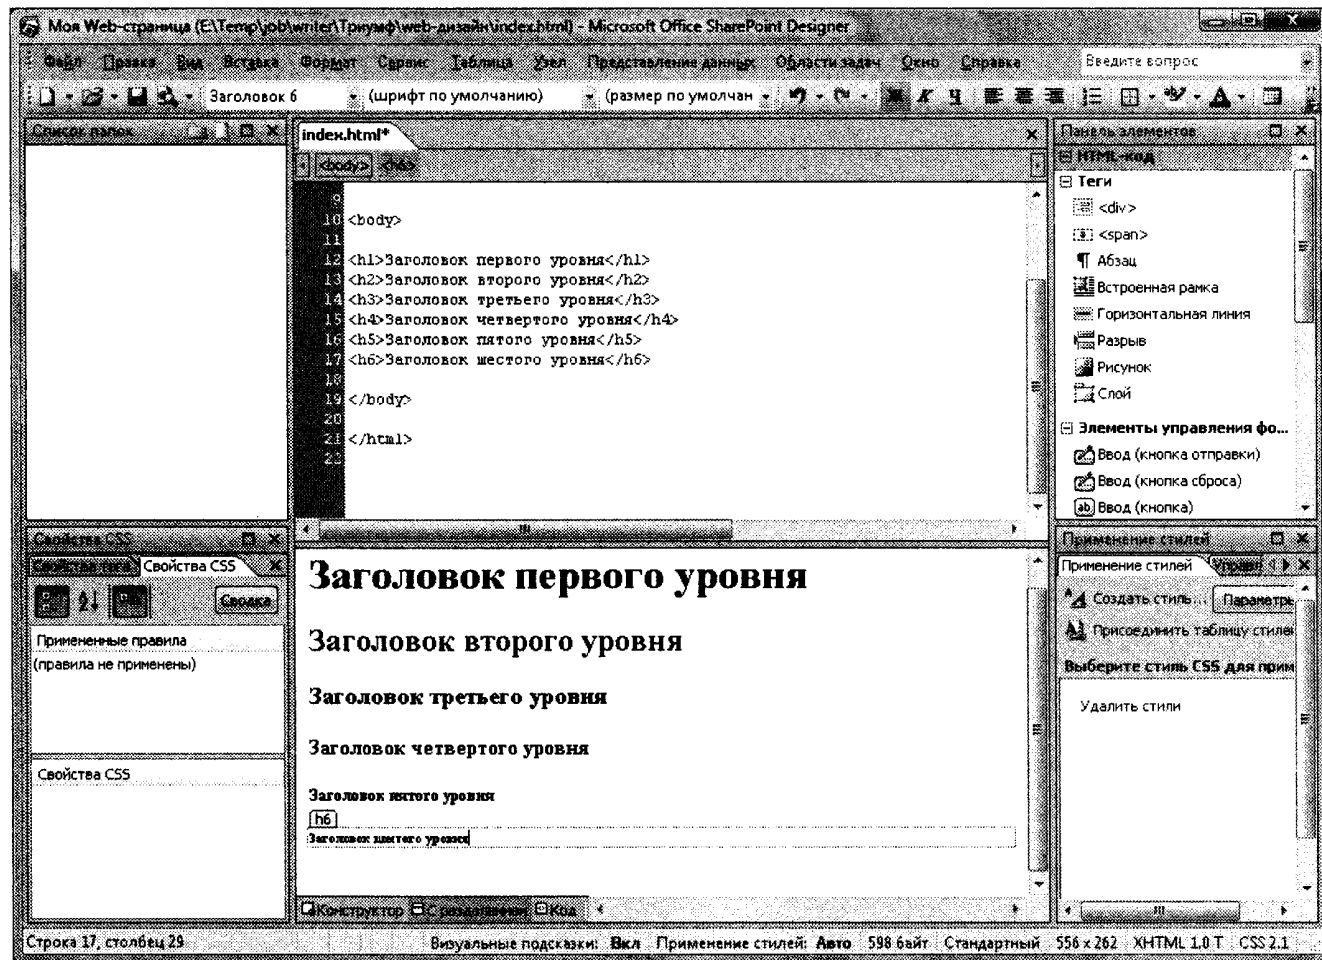 Моя Web-страница (E:\Temp\job\writer\Триумф\web-дизайн\index.html) - Microsoft Office SharePoint Designer
Файл Правка Вид Вставка Формат Сервис Таблица Узел Представление данных Области задач Окно Справка Введите вопрос
Заголовок 6 (шрифт по умолчанию) (размер по умолчан Ж К Ч
Список папок
index.html*
<body> <h6>
9
10 <body>
11
12 <h1>Заголовок первого уровня</h1>
13 <h2>Заголовок второго уровня</h2>
14 <h3>Заголовок третьего уровня</h3>
15 <h4>Заголовок четвертого уровня</h4>
16 <h5>Заголовок пятого уровня</h5>
17 <h6>Заголовок шестого уровня</h6>
18
19 </body>
20
21 </html>
22
Панель элементов
HTML-код
Теги
<div>
<span>
Абзац
Встроенная рамка
Горизонтальная линия
Разрыв
Рисунок
Слой
Элементы управления фо...
Ввод (кнопка отправки)
Ввод (кнопка сброса)
Ввод (кнопка)
Свойства CSS
Свойства тега Свойства CSS
Сводка
Примененные правила
(правила не применены)
Свойства CSS
Заголовок первого уровня
Заголовок второго уровня
Заголовок третьего уровня
Заголовок четвертого уровня
Заголовок пятого уровня
h6
Заголовок шестого уровня
Конструктор С разделением Код
Применение стилей
Применение стилей Управл
Создать стиль... Параметры
Присоединить таблицу стилей
Выберите стиль CSS для прим
Удалить стили
Строка 17, столбец 29 Визуальные подсказки: Вкл Применение стилей: Авто 598 байт Стандартный 556 x 262 XHTML 1.0 T CSS 2.1